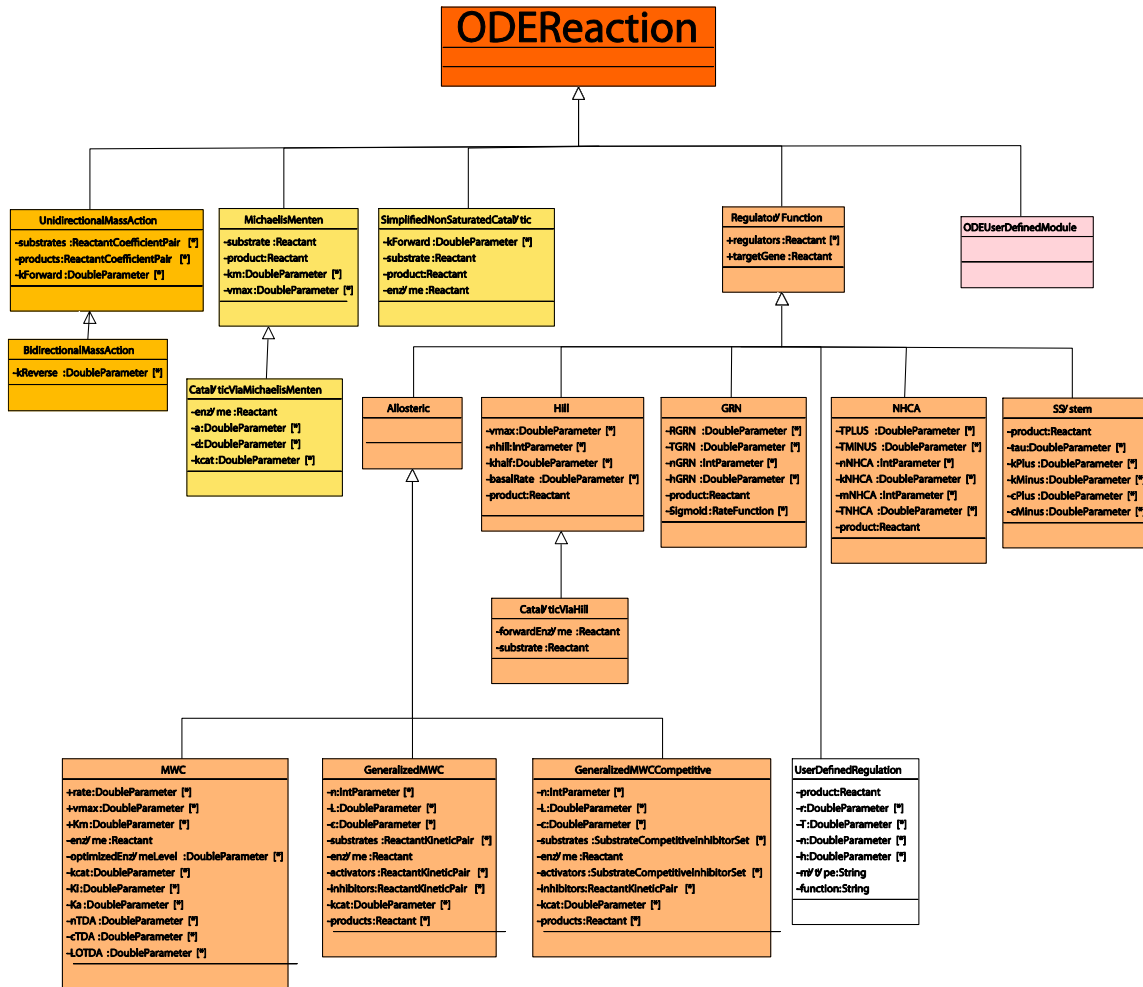 ODEReaction
UnidirectionalMassAction
-substrates :ReactantCoefficientPair [*]
-products:ReactantCoefficientPair [*]
-kForward :DoubleParameter [*]
MichaelisMenten
-substrate :Reactant
-product:Reactant
-km:DoubleParameter [*]
-vmax:DoubleParameter [*]
SimplifiedNonSaturatedCatalytic
-kForward :DoubleParameter [*]
-substrate :Reactant
-product:Reactant
-enzyme :Reactant
RegulatoryFunction
+regulators :Reactant [*]
+targetGene :Reactant
ODEUserDefinedModule
BidirectionalMassAction
-kReverse :DoubleParameter [*]
CatalyticViaMichaelisMenten
-enzyme :Reactant
-a:DoubleParameter [*]
-d:DoubleParameter [*]
-kcat:DoubleParameter [*]
Allosteric
Hill
-vmax:DoubleParameter [*]
-nhill:IntParameter [*]
-khalf:DoubleParameter [*]
-basalRate :DoubleParameter [*]
-product:Reactant
GRN
-RGRN :DoubleParameter [*]
-TGRN :DoubleParameter [*]
-nGRN :IntParameter [*]
-hGRN :DoubleParameter [*]
-product:Reactant
-Sigmoid :RateFunction [*]
NHCA
-TPLUS :DoubleParameter [*]
-TMINUS :DoubleParameter [*]
-nNHCA :IntParameter [*]
-kNHCA :DoubleParameter [*]
-mNHCA :IntParameter [*]
-TNHCA :DoubleParameter [*]
-product:Reactant
SSystem
-product:Reactant
-tau:DoubleParameter [*]
-kPlus :DoubleParameter [*]
-kMinus :DoubleParameter [*]
-cPlus :DoubleParameter [*]
-cMinus :DoubleParameter [*]
CatalyticViaHill
-forwardEnzyme :Reactant
-substrate :Reactant
MWC
+rate:DoubleParameter [*]
+vmax:DoubleParameter [*]
+Km:DoubleParameter [*]
-enzyme :Reactant
-optimizedEnzymeLevel :DoubleParameter [*]
-kcat:DoubleParameter [*]
-Ki:DoubleParameter [*]
-Ka:DoubleParameter [*]
-nTDA :DoubleParameter [*]
-cTDA :DoubleParameter [*]
-LOTDA :DoubleParameter [*]
GeneralizedMWC
-n:IntParameter [*]
-L:DoubleParameter [*]
-c:DoubleParameter [*]
-substrates :ReactantKineticPair [*]
-enzyme :Reactant
-activators :ReactantKineticPair [*]
-inhibitors:ReactantKineticPair [*]
-kcat:DoubleParameter [*]
-products :Reactant [*]
GeneralizedMWCCompetitive
-n:IntParameter [*]
-L:DoubleParameter [*]
-c:DoubleParameter [*]
-substrates :SubstrateCompetitiveInhibitorSet [*]
-enzyme :Reactant
-activators :SubstrateCompetitiveInhibitorSet [*]
-inhibitors:ReactantKineticPair [*]
-kcat:DoubleParameter [*]
-products :Reactant [*]
UserDefinedRegulation
-product:Reactant
-r:DoubleParameter [*]
-T:DoubleParameter [*]
-n:DoubleParameter [*]
-h:DoubleParameter [*]
-myType:String
-function:String